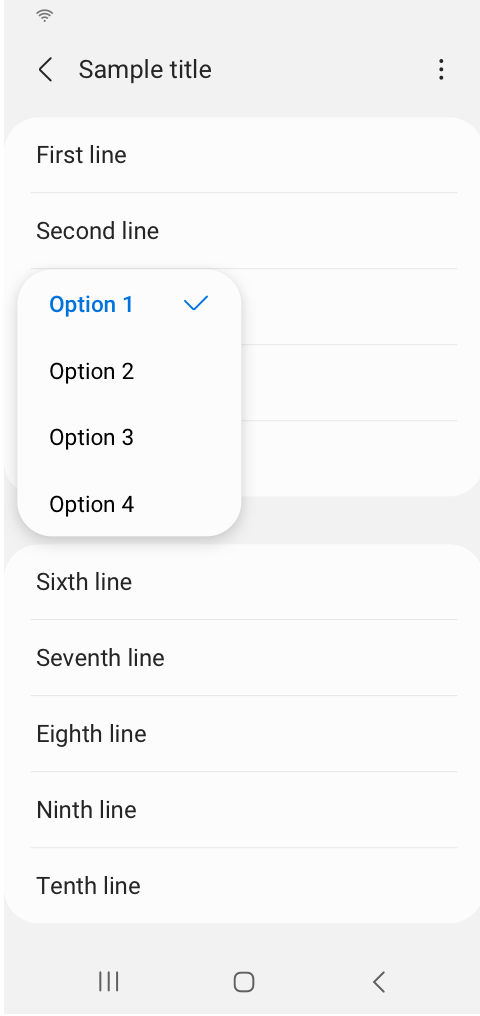 Sample title
First line
Second line
Option 1
Option 2
Option 3
Option 4
Sixth line
Seventh line
Eighth line
Ninth line
Tenth line